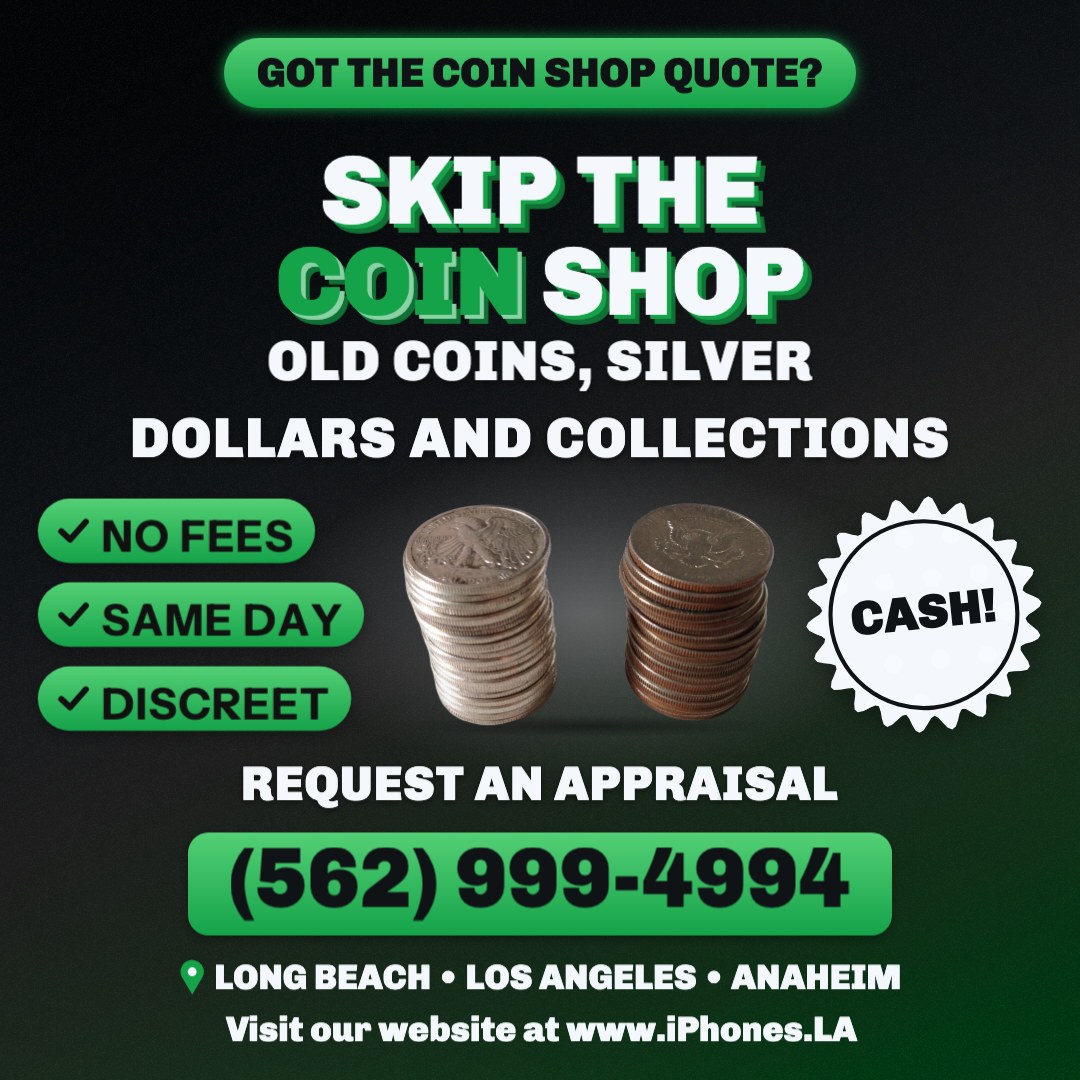 GOT THE COIN SHOP QUOTE?
SKIP THE
COIN SHOP
OLD COINS, SILVER
DOLLARS AND COLLECTIONS
NO FEES
SAME DAY
DISCREET
CASH!
REQUEST AN APPRAISAL
(562) 999-4994
LONG BEACH • LOS ANGELES • ANAHEIM
Visit our website at www.iPhones.LA